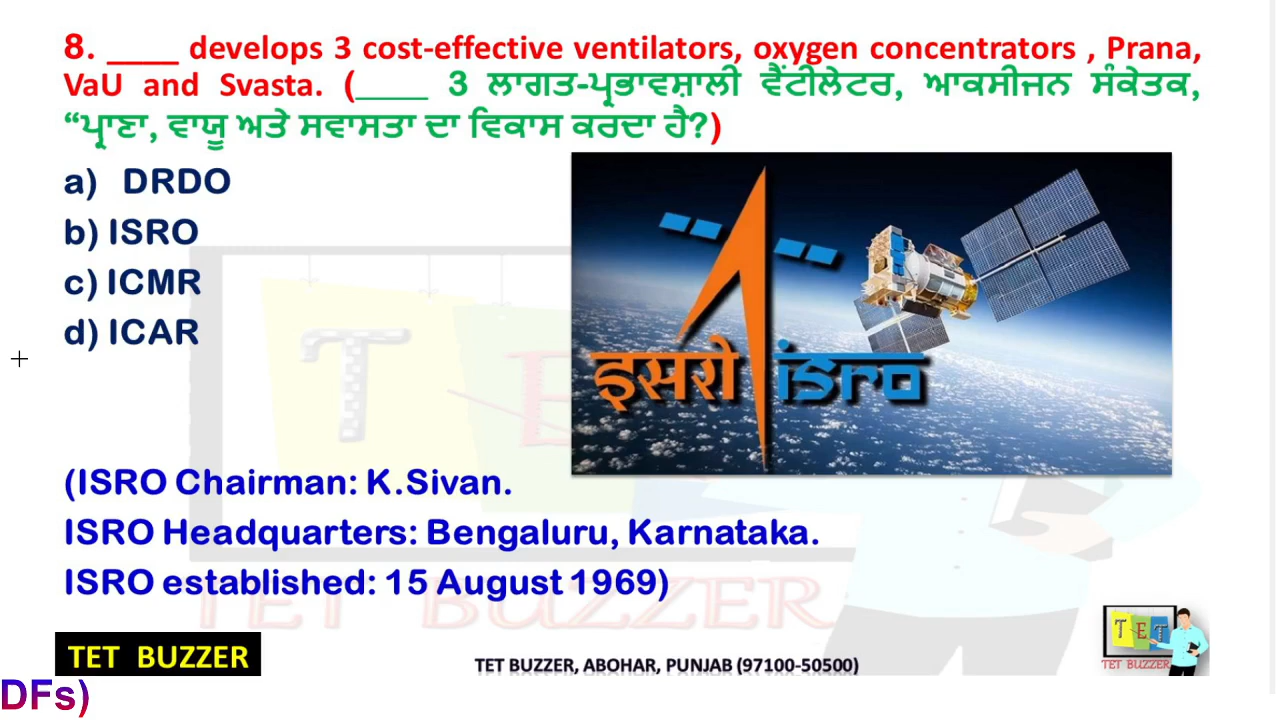 8. ____ develops 3 cost-effective ventilators, oxygen concentrators , Prana,
VaU and Svasta. (____ 3 ਲਾਗਤ-ਪ੍ਰਭਾਵਸ਼ਾਲੀ ਵੈਂਟੀਲੇਟਰ, ਆਕਸੀਜਨ ਸੰਕੇਤਕ,
“ਪ੍ਰਾਣਾ, ਵਾਯੂ ਅਤੇ ਸਵਾਸਤਾ ਦਾ ਵਿਕਾਸ ਕਰਦਾ ਹੈ?)
a) DRDO
b) ISRO
c) ICMR
d) ICAR
इसरो isro
(ISRO Chairman: K.Sivan.
ISRO Headquarters: Bengaluru, Karnataka.
ISRO established: 15 August 1969)
TET BUZZER
TET BUZZER
TET BUZZER, ABOHAR, PUNJAB (97100-50500)
TET
TET BUZZER
DFs)